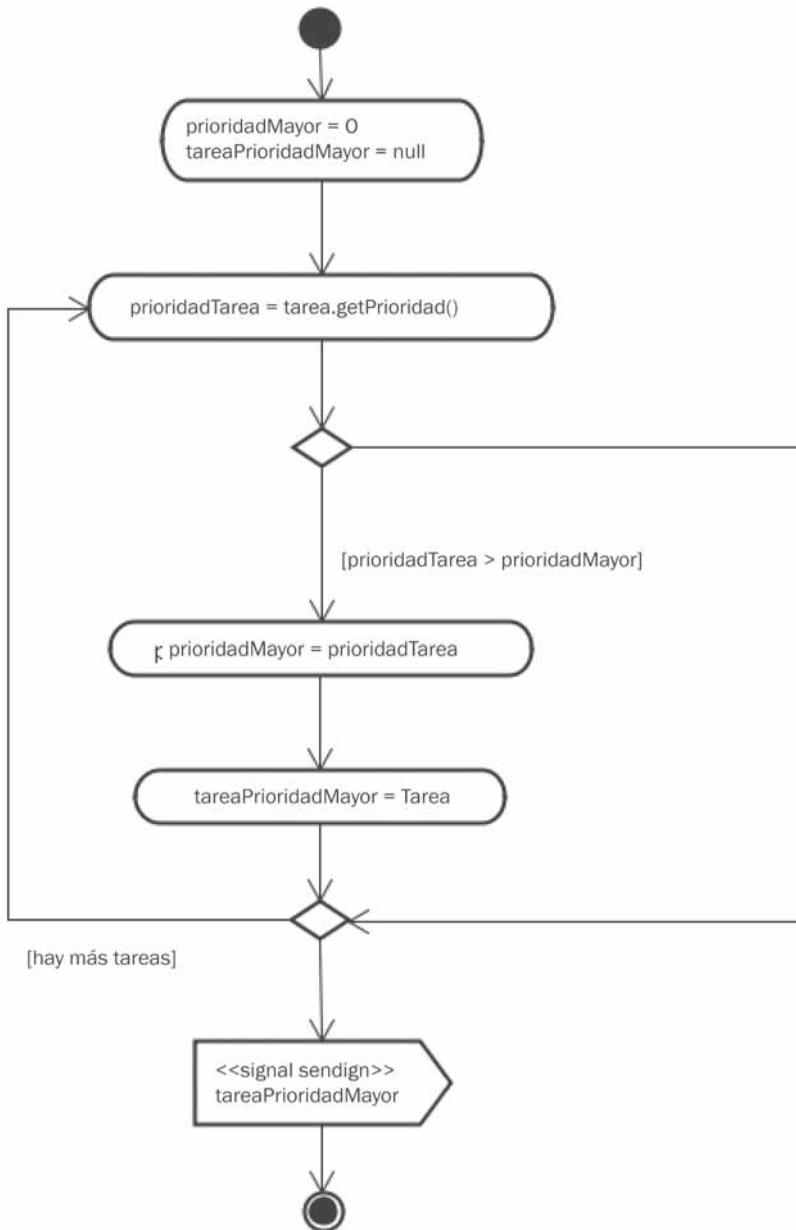 prioridadMayor = 0
tareaPrioridadMayor = null
prioridadTarea = tarea.getPrioridad()
[prioridadTarea > prioridadMayor]
p prioridadMayor = prioridadTarea
tareaPrioridadMayor = Tarea
[hay más tareas]
<<signal sendign>>
tareaPrioridadMayor